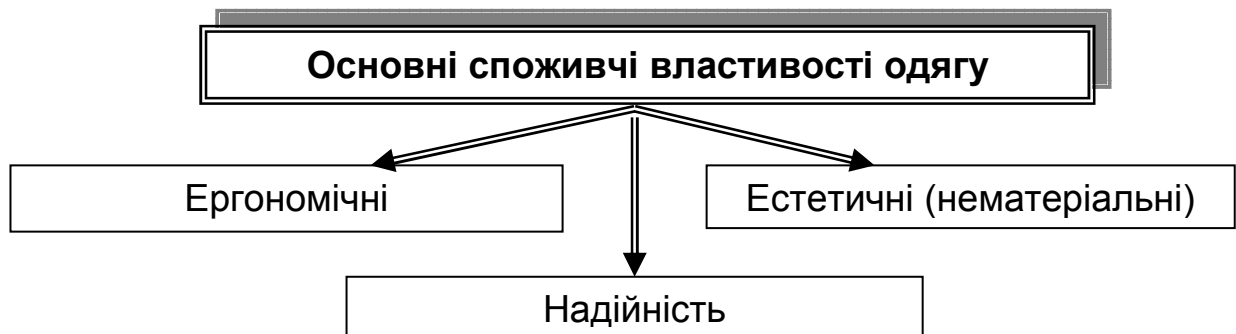 Основні споживчі властивості одягу
Ергономічні
Естетичні (нематеріальні)
Надійність